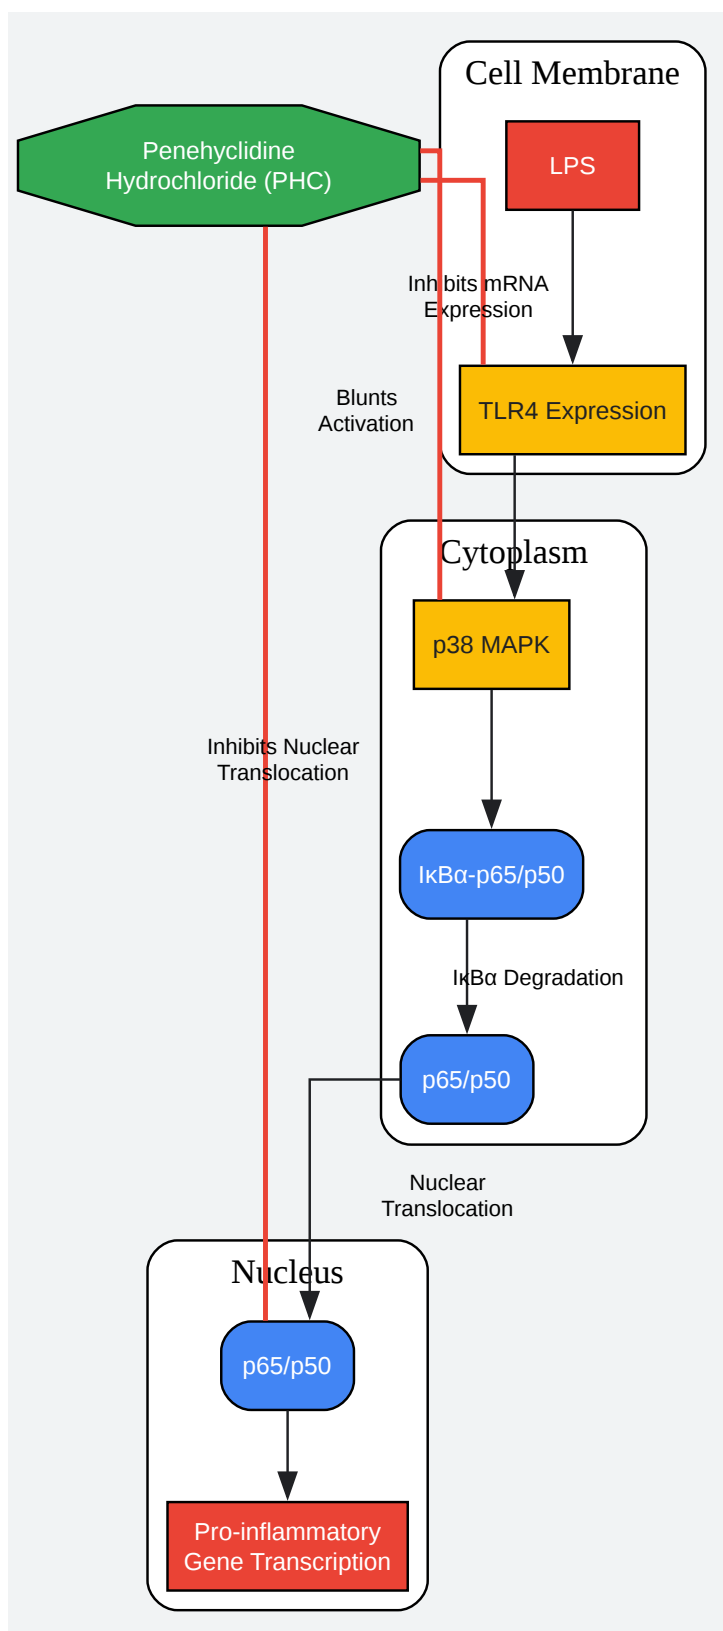 Cell Membrane
Penehyclidine
Hydrochloride (PHC)
LPS
Inhibits mRNA
Expression
Blunts
Activation
TLR4 Expression
Cytoplasm
p38 MAPK
Inhibits Nuclear
Translocation
IκBα-p65/p50
IκBα Degradation
p65/p50
Nuclear
Translocation
Nucleus
p65/p50
Pro-inflammatory
Gene Transcription